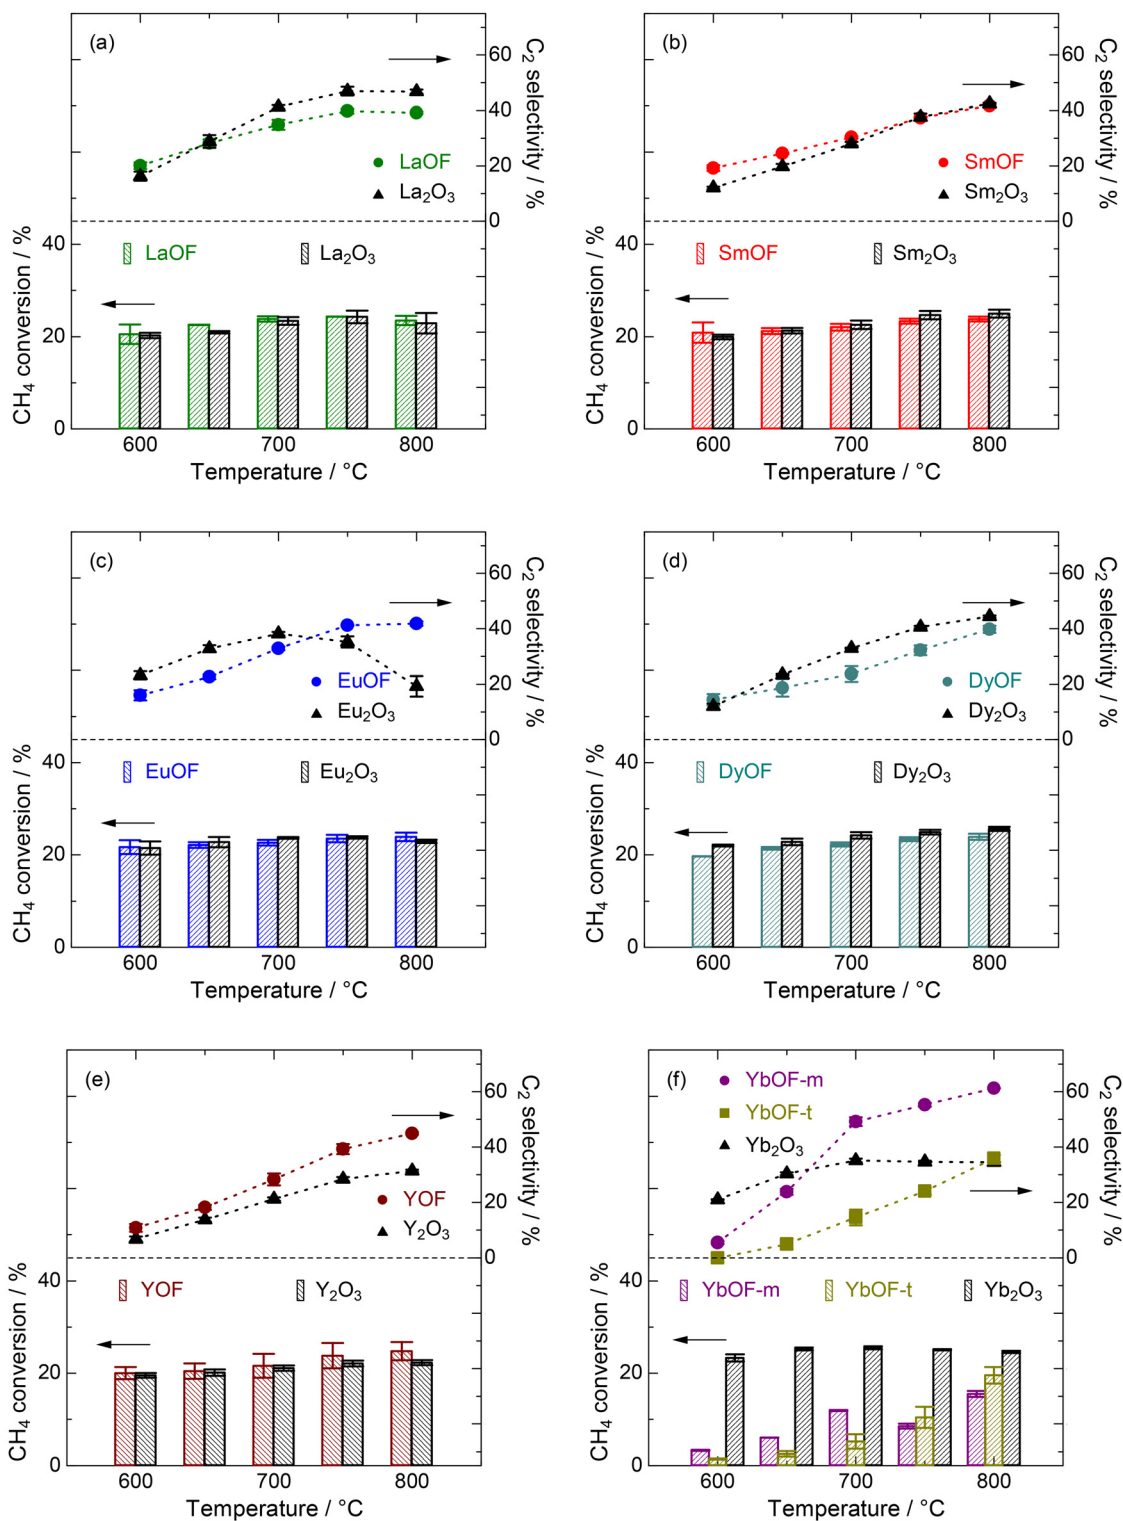 (a)
C₂ selectivity / %
60
40
20
0
LaOF
La₂O₃
CH₄ conversion / %
40
20
0
LaOF
La₂O₃
600
700
800
Temperature / °C
(b)
C₂ selectivity / %
60
40
20
0
SmOF
Sm₂O₃
CH₄ conversion / %
40
20
0
SmOF
Sm₂O₃
600
700
800
Temperature / °C
(c)
C₂ selectivity / %
60
40
20
0
EuOF
Eu₂O₃
CH₄ conversion / %
40
20
0
EuOF
Eu₂O₃
600
700
800
Temperature / °C
(d)
C₂ selectivity / %
60
40
20
0
DyOF
Dy₂O₃
CH₄ conversion / %
40
20
0
DyOF
Dy₂O₃
600
700
800
Temperature / °C
(e)
C₂ selectivity / %
60
40
20
0
YOF
Y₂O₃
CH₄ conversion / %
40
20
0
YOF
Y₂O₃
600
700
800
Temperature / °C
(f)
YbOF-m
YbOF-t
Yb₂O₃
C₂ selectivity / %
60
40
20
0
CH₄ conversion / %
40
20
0
YbOF-m
YbOF-t
Yb₂O₃
600
700
800
Temperature / °C